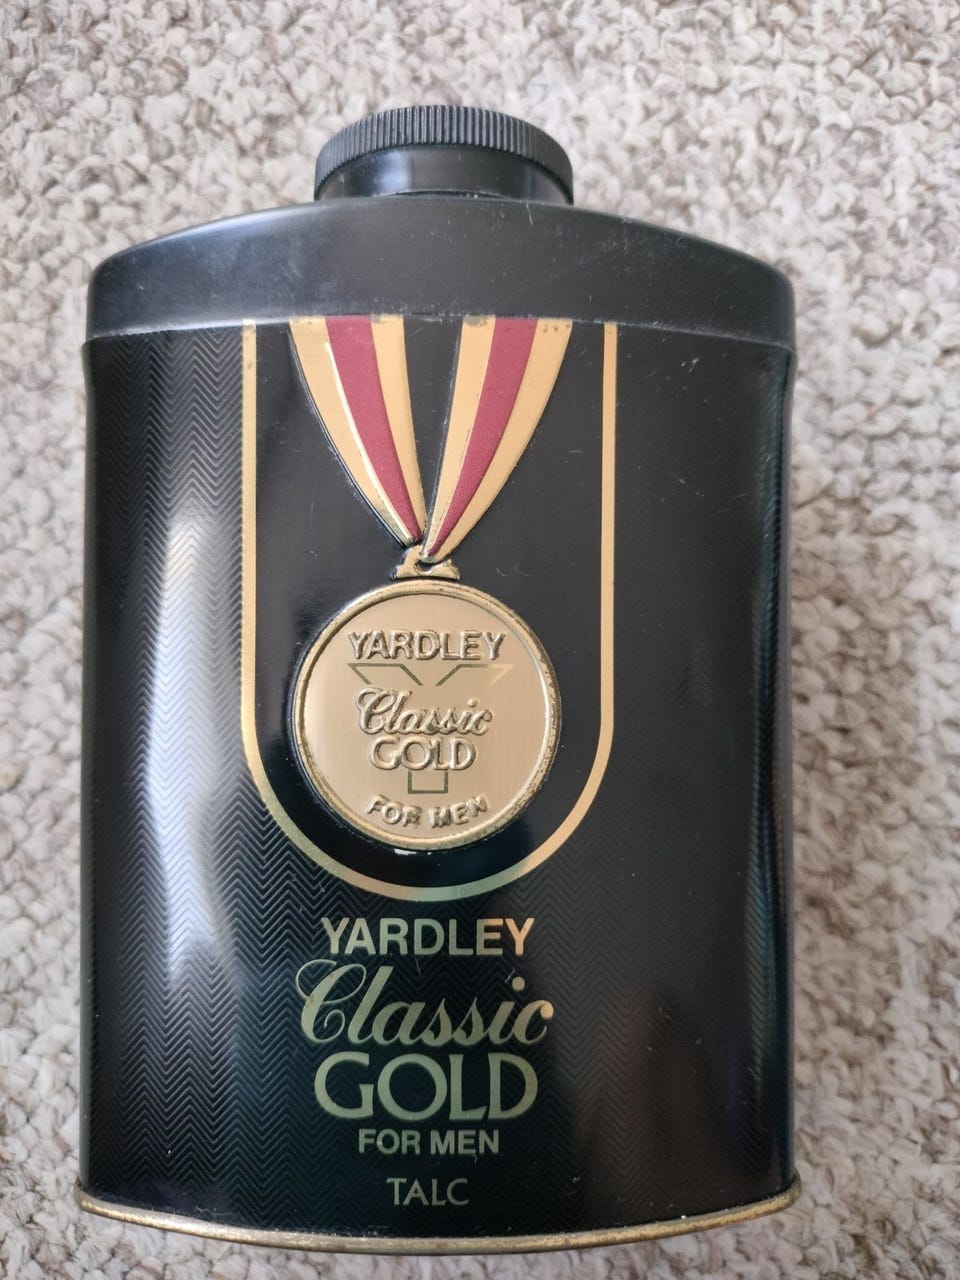 YARDLEY
Classic
GOLD
FOR MEN
YARDLEY
Classic
GOLD
FOR MEN
TALC